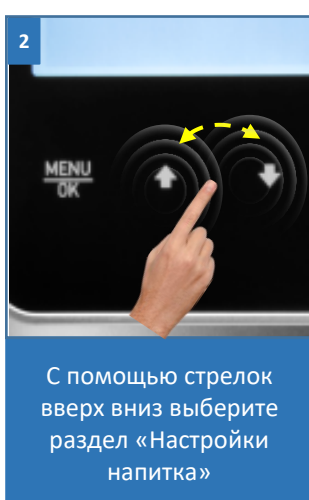 2
MENU
OK
С помощью стрелок
вверх вниз выберите
раздел «Настройки
напитка»